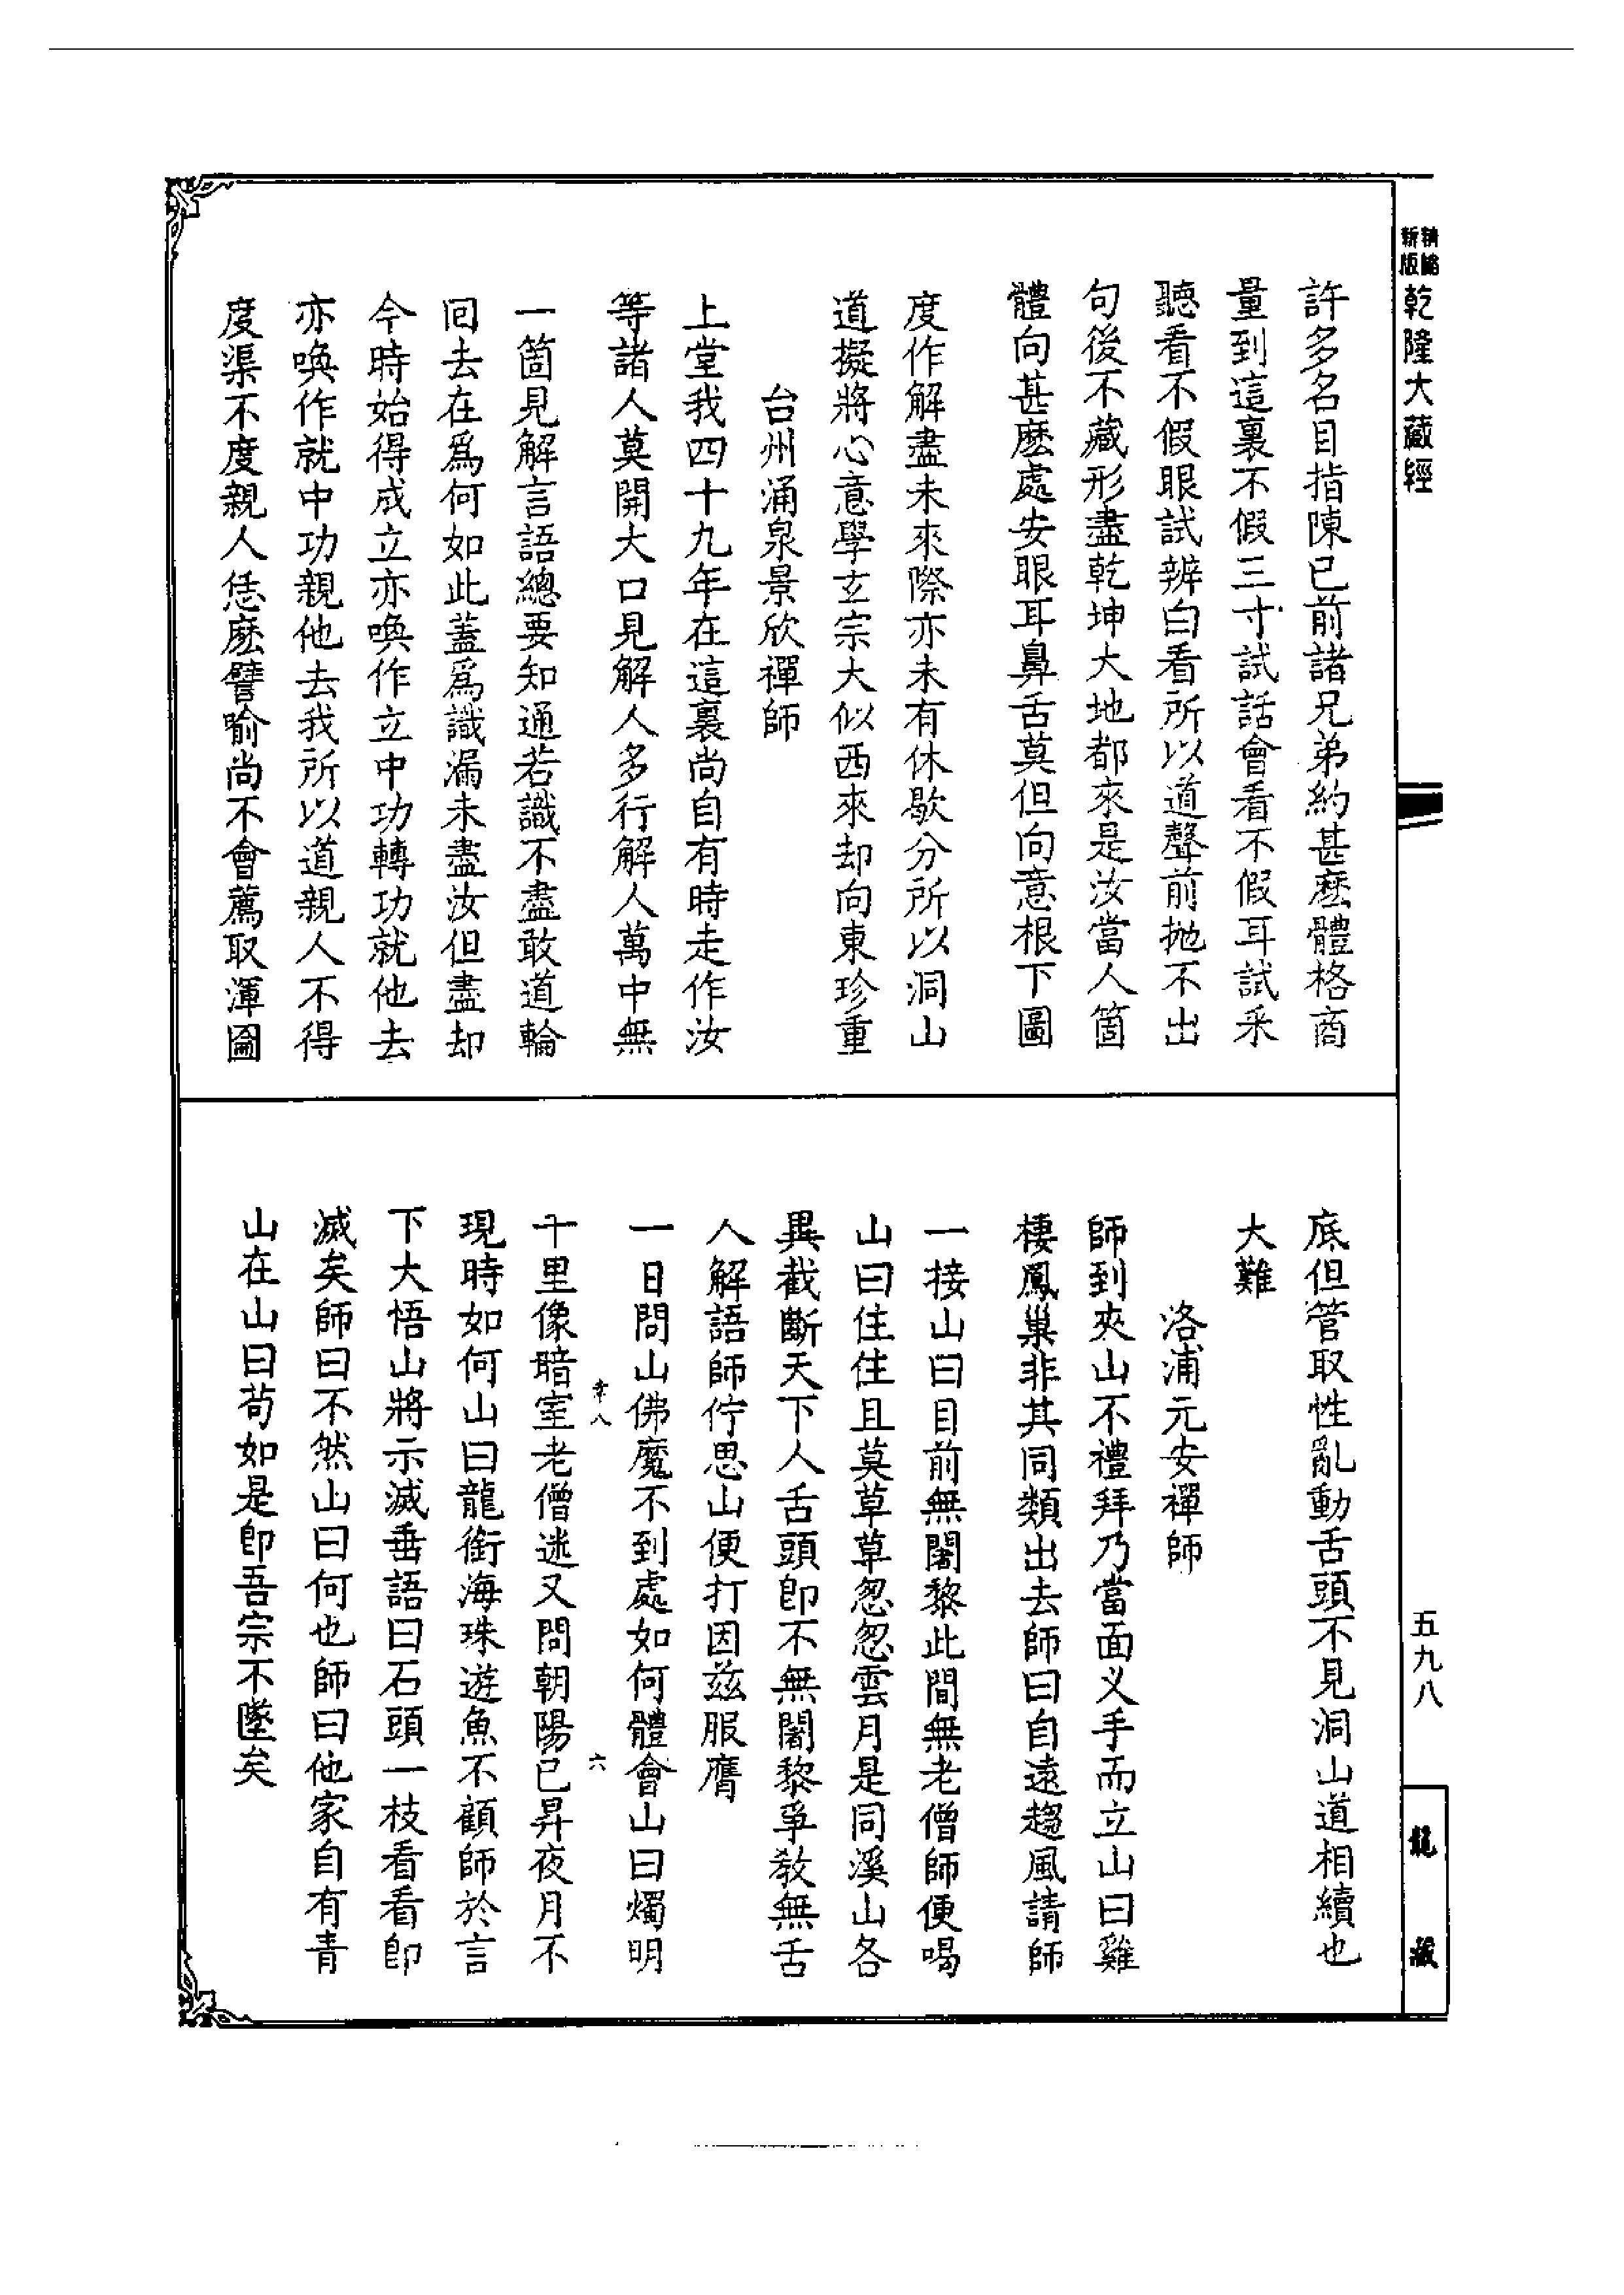 新版精縮乾隆大藏經
許多名目指陳已前諸兄弟約甚麽體格商
量到這裏不假三寸試話會看不假耳試釆
聽看不假眼試辨白看所以道聲前抛不出
句後不藏形盡乾坤大地都來是汝當人箇
體向甚麽處安眼耳鼻舌莫但向意根下圖
度作解盡未來際亦未有休歇分所以洞山
道擬將心意學玄宗大似西來却向東珍重
台州涌泉景欣禪師
上堂我四十九年在這裏尚自有時走作汝
等諸人莫開大口見解人多行解人萬中無
一箇見解言語總要知通若識不盡敢道輪
回去在爲何如此蓋爲識漏未盡汝但盡却
今時始得成立亦喚作立中功轉功就他去
亦喚作就中功親他去我所以道親人不得
度渠不度親人恁麽譬喻尚不會薦取渾圇
底但管取性亂動舌頭不見洞山道相續也
大難
洛浦元安禪師
師到夾山不禮拜乃當面义手而立山曰雞
棲鳳巢非其同類出去師曰自遠趨風請師
一接山曰目前無闍黎此間無老僧師便喝
山曰住住且莫草草忽忽雲月是同溪山各
異截斷天下人舌頭卽不無闍黎爭教無舌
人解語師佇思山便打因兹服膺
一日問山佛魔不到處如何體會山曰燭明
六
千里像暗室老僧迷又問朝陽已昇夜月不
現時如何山曰龍銜海珠遊魚不顧師於言
下大悟山將示滅垂語曰石頭一枝看看卽
滅矣師曰不然山曰何也師曰他家自有青
山在山曰苟如是卽吾宗不墜矣
五九八
龍藏